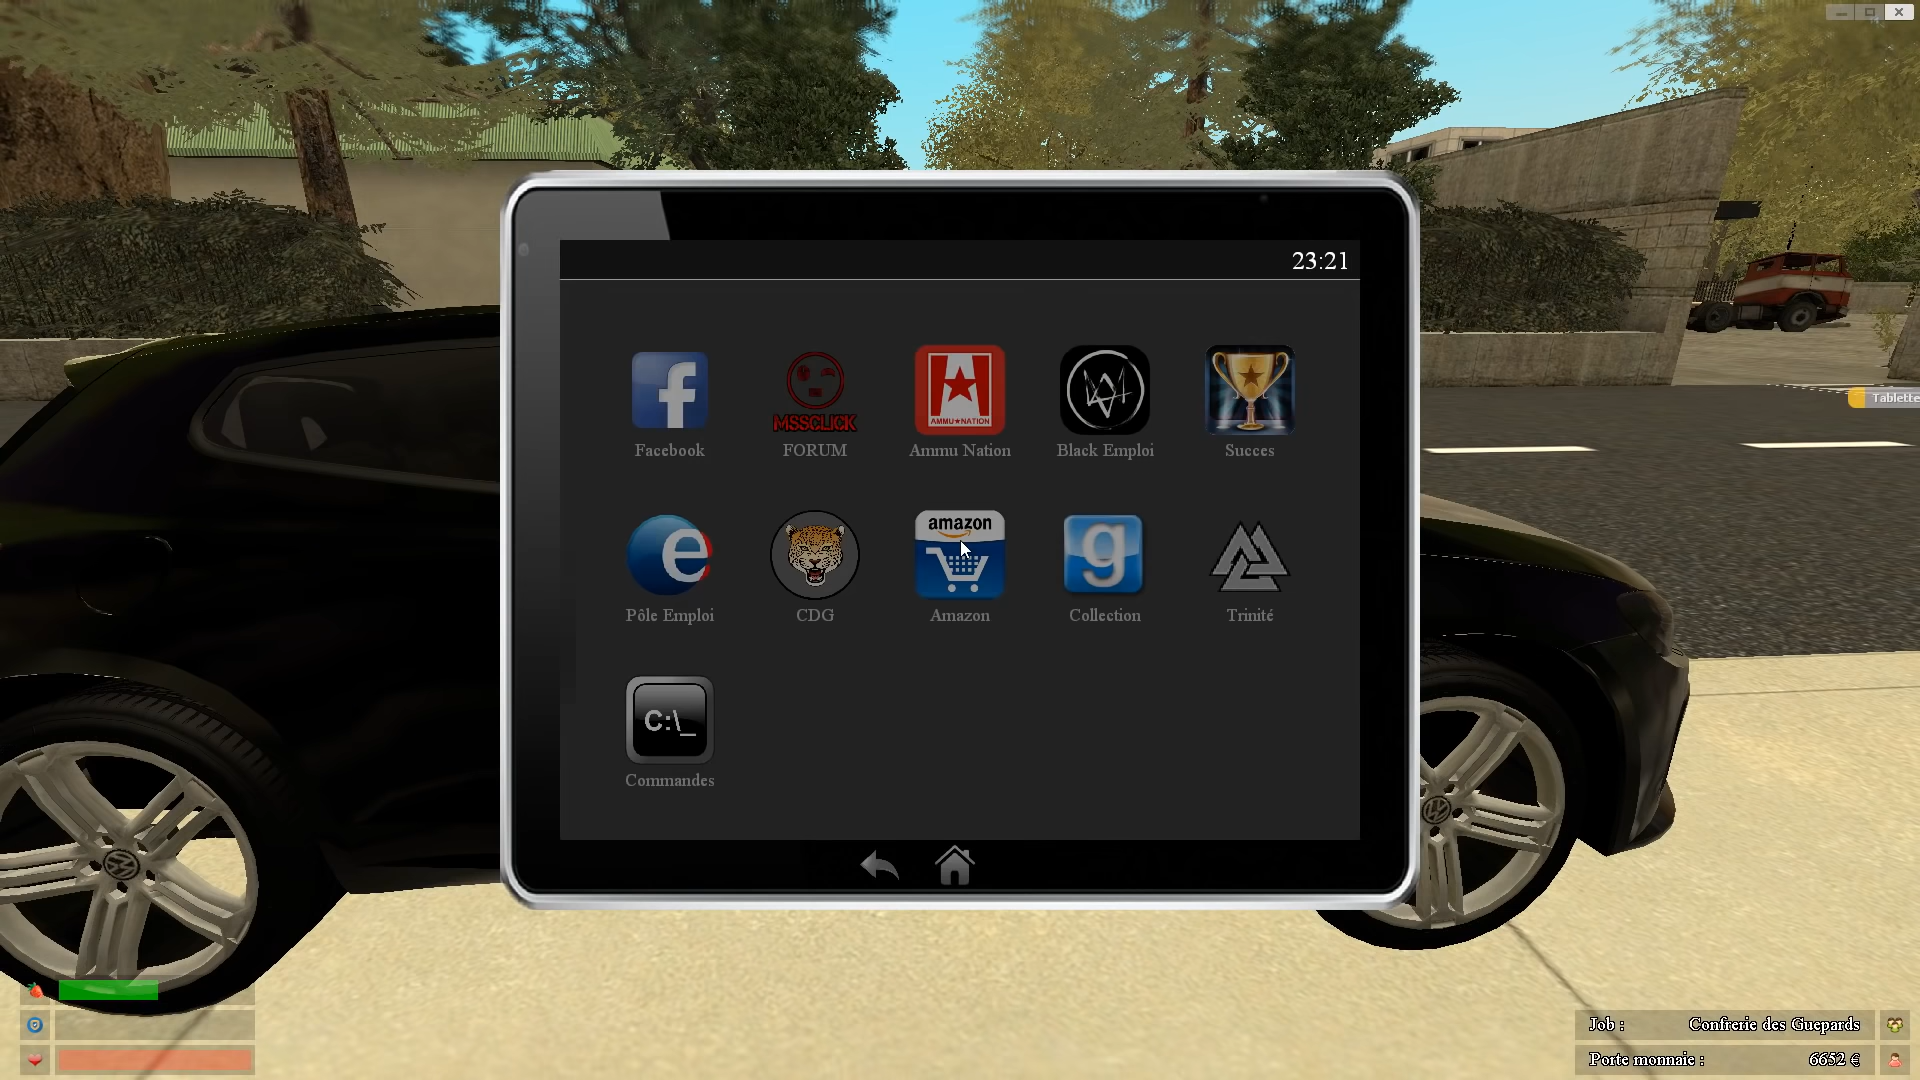 23:21
Tablette
MSSCLICK
AMMU★NATION
Facebook
FORUM
Ammu Nation
Black Emploi
Succes
e
amazon
g
Pôle Emploi
CDG
Amazon
Collection
Trinité
C:\_
Commandes
Job : Confrerie des Guepards
Porte monnaie : 6652 €